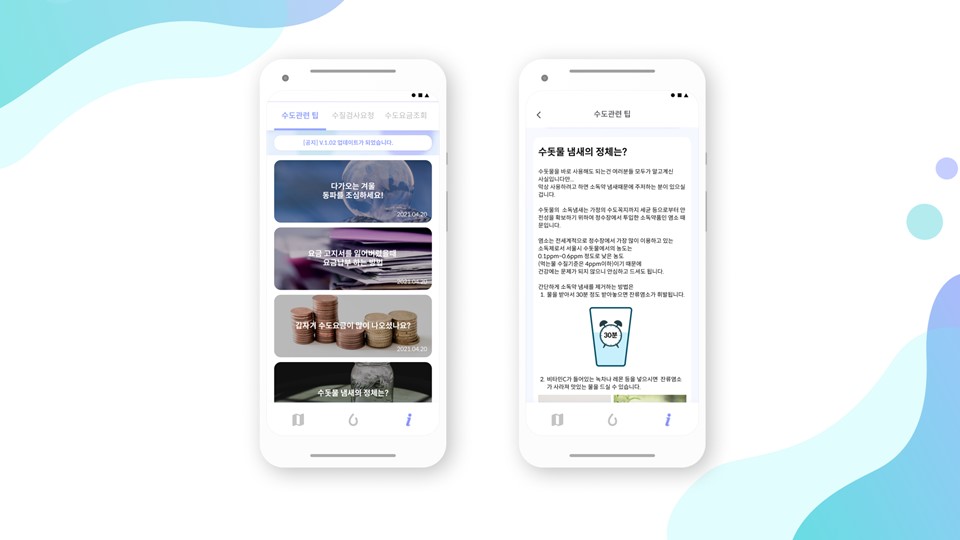 수도관련 팁 수질검사요청 수도요금조회
[공지] V.1.02 업데이트가 되었습니다.
다가오는 겨울
동파를 조심하세요!
2021.04.20
요금 고지서를 잃어버렸을때
요금납부 하는 방법
2021.04.20
갑자기 수도요금이 많이 나오셨나요?
2021.04.20
수돗물 냄새의 정체는?
수도관련 팁
수돗물 냄새의 정체는?
수돗물을 바로 사용해도 되는건 여러분들 모두가 알고계신
사실입니다만...
막상 사용하려고 하면 소독약 냄새때문에 주저하는 분이 있으실
겁니다.
수돗물의 소독냄새는 가정의 수도꼭지까지 세균 등으로부터 안
전성을 확보하기 위하여 정수장에서 투입한 소독약품인 염소 때
문입니다.
염소는 전세계적으로 정수장에서 가장 많이 이용하고 있는
소독제로서 서울시 수돗물에서의 농도는
0.1ppm~0.6ppm 정도로 낮은 농도
(먹는물 수질기준은 4ppm이하)이기 때문에
건강에는 문제가 되지 않으니 안심하고 드셔도 됩니다.
간단하게 소독약 냄새를 제거하는 방법은
1. 물을 받아서 30분 정도 받아놓으면 잔류염소가 휘발됩니다.
30분
2. 비타민C가 들어있는 녹차나 레몬 등을 넣으시면 잔류염소
가 사라져 맛있는 물을 드실 수 있습니다.